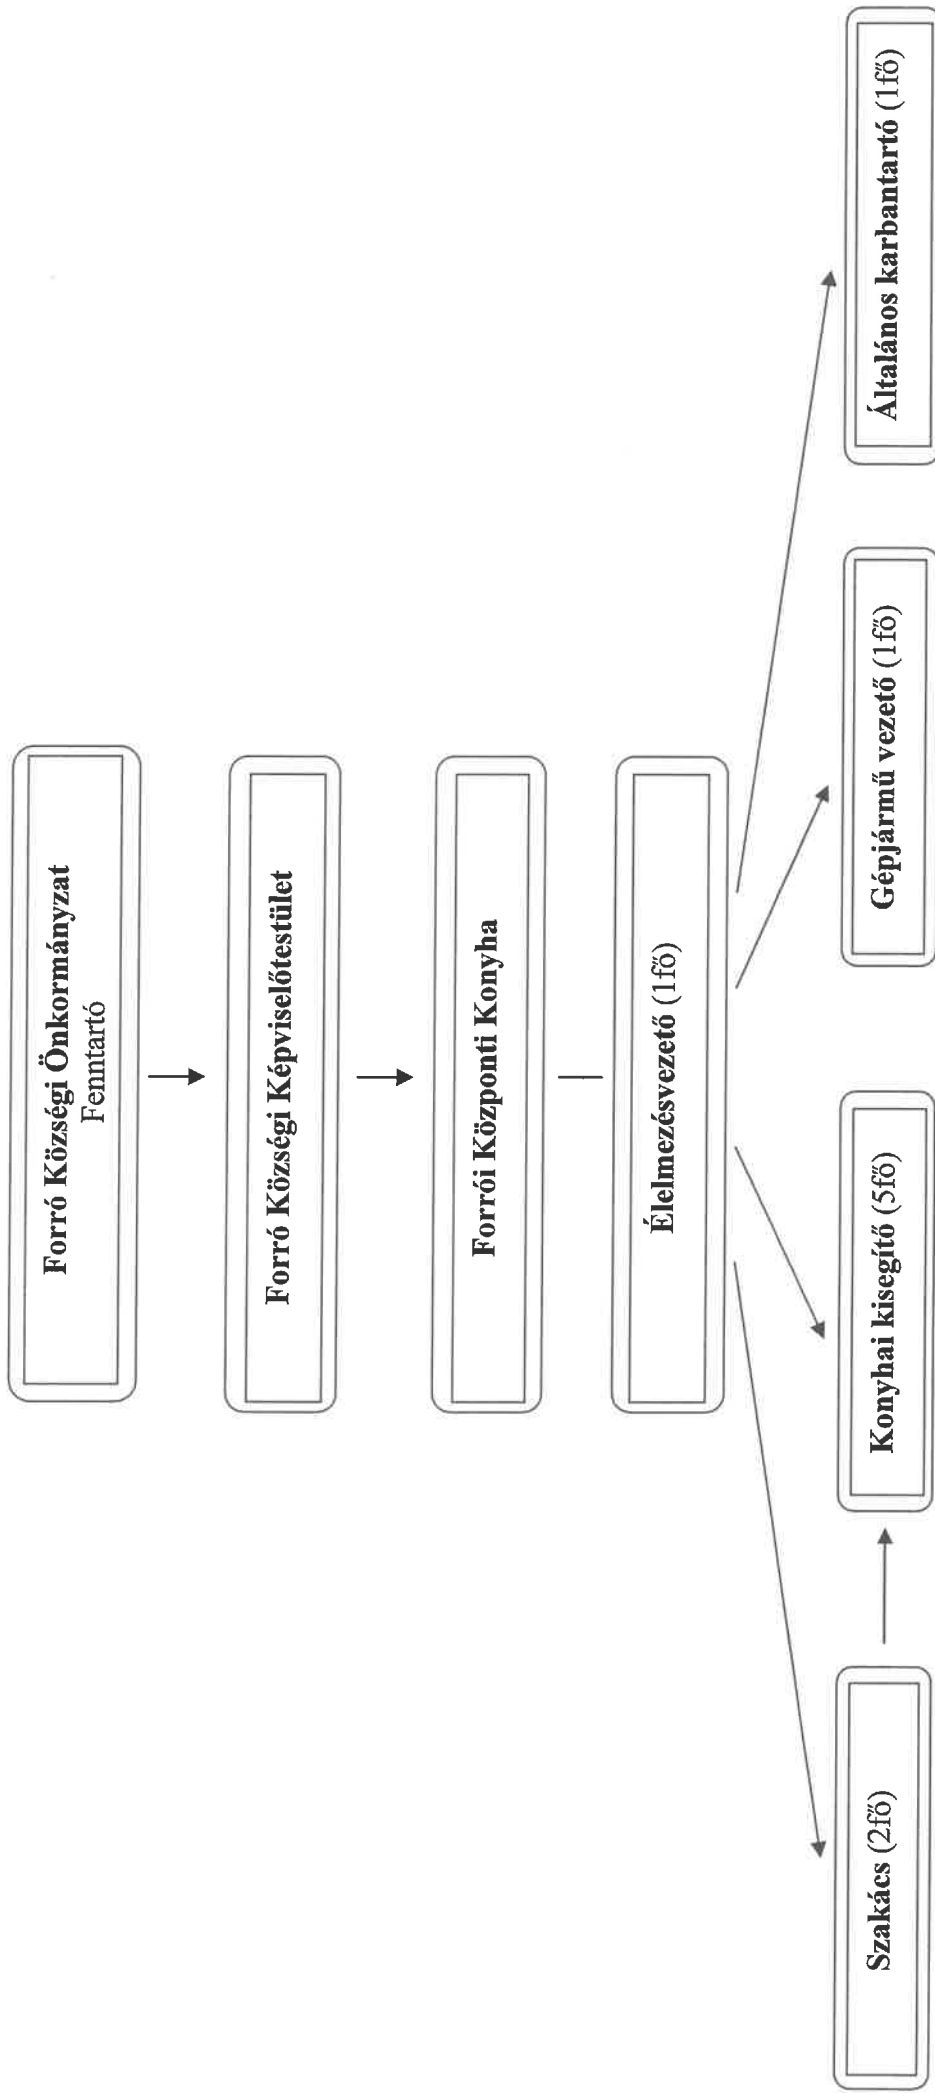 Forró Községi Önkormányzat
Fenntartó
Forró Községi Képviselőtestület
Forrói Központi Konyha
Élelmezésvezető (1fő)
Szakács (2fő)
Konyhai kisegítő (5fő)
Gépjármű vezető (1fő)
Általános karbantartó (1fő)